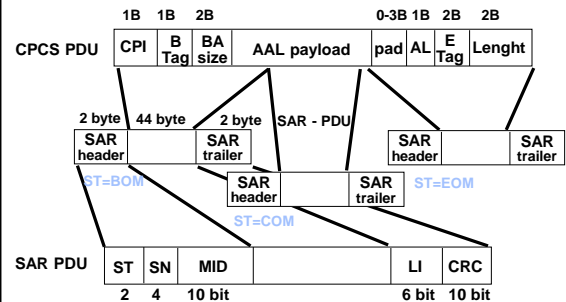 1B 1B 2B 0-3B 1B 2B 2B
CPCS PDU CPI B Tag BA size AAL payload pad AL E Tag Lenght
2 byte 44 byte 2 byte SAR - PDU
SAR header SAR trailer SAR header SAR trailer
ST=BOM SAR header SAR trailer ST=EOM
ST=COM
SAR PDU ST SN MID LI CRC
2 4 10 bit 6 bit 10 bit